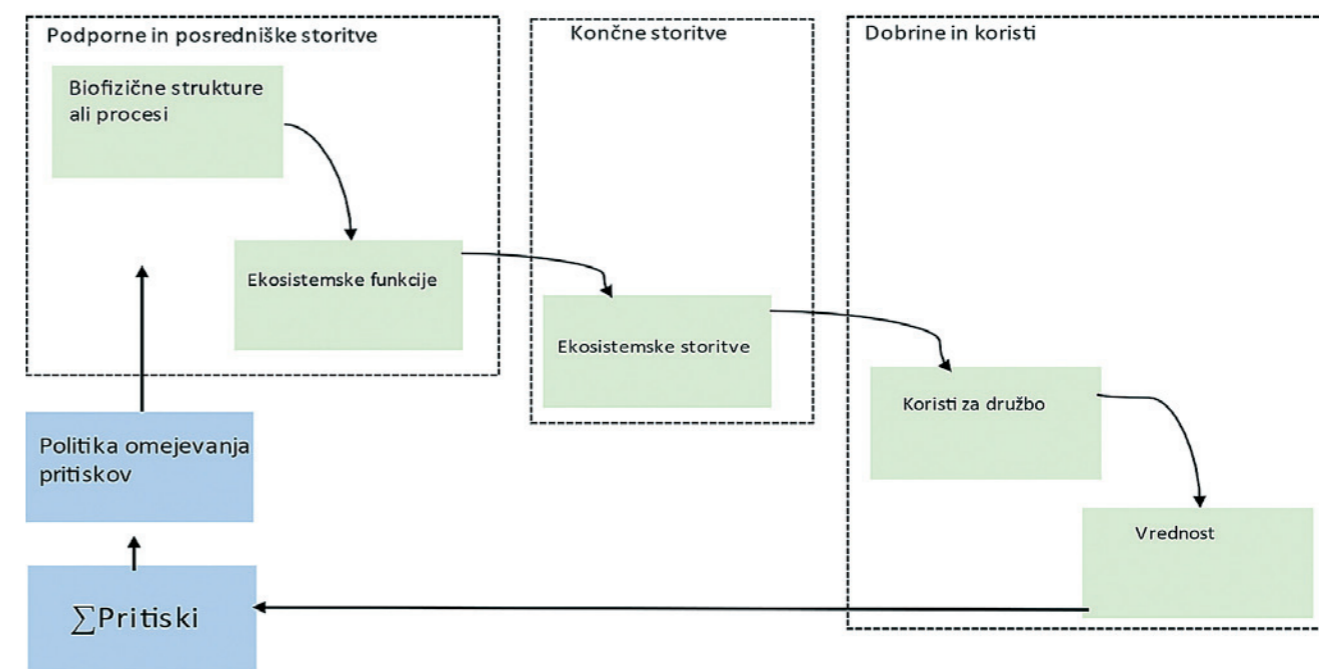 Podporne in posredniške storitve
Biofizične strukture
ali procesi
Ekosistemske funkcije
Končne storitve
Ekosistemske storitve
Dobrine in koristi
Koristi za družbo
Vrednost
Politika omejevanja
pritiskov
∑Pritiski